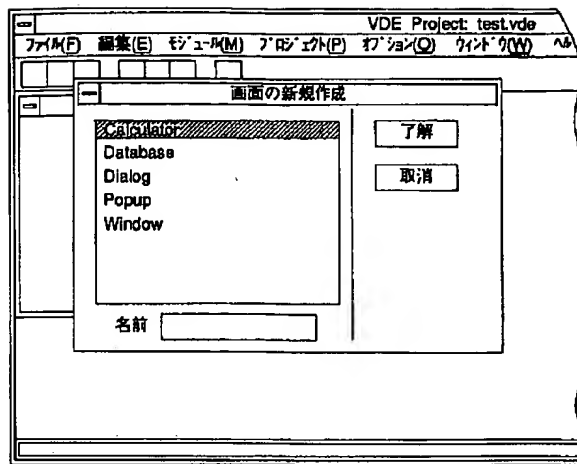 VDE Project: test.vde
ファイル(F) 編集(E) モジュール(M) プロジェクト(P) オプション(O) ウィンドウ(W) ヘル
画面の新規作成
Calculator
Database
Dialog
Popup
Window
了解
取消
名前